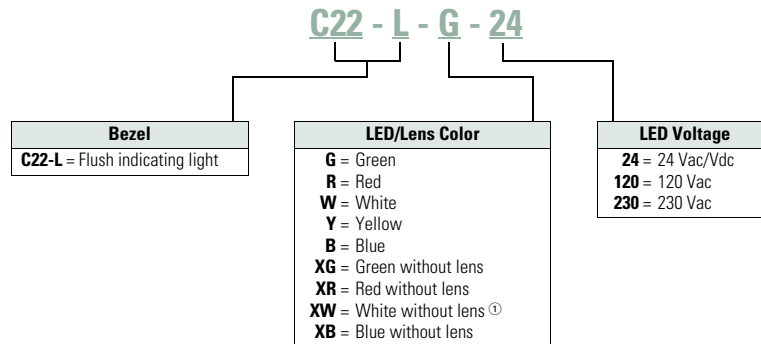 C22 - L - G - 24
Bezel
C22-L = Flush indicating light
LED/Lens Color
G = Green
R = Red
W = White
Y = Yellow
B = Blue
XG = Green without lens
XR = Red without lens
XW = White without lens ①
XB = Blue without lens
LED Voltage
24 = 24 Vac/Vdc
120 = 120 Vac
230 = 230 Vac